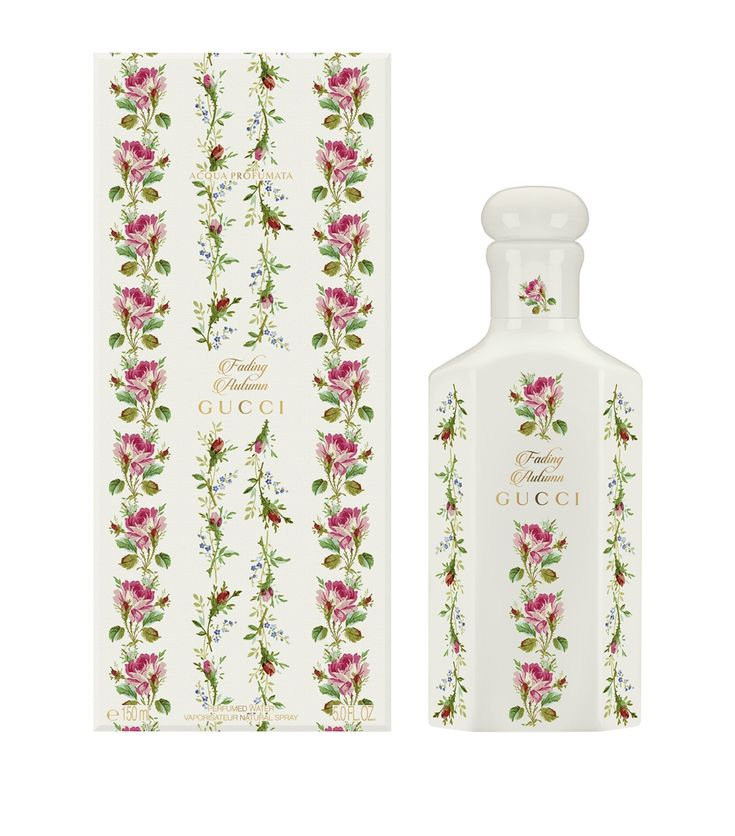 ACQUA PROFUMATA
Fading
Autumn
GUCCI
℮ 150 ml
PERFUMED WATER
VAPORISATEUR NATURAL SPRAY
5.0 FL.OZ.
Fading
Autumn
GUCCI